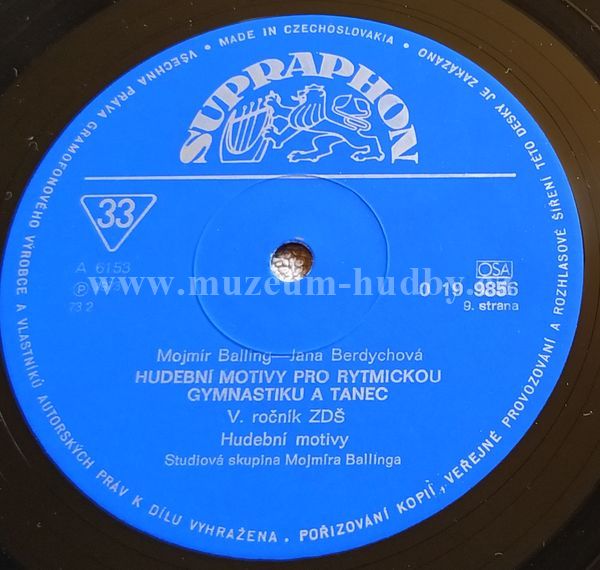 VŠECHNA PRÁVA GRAMOFONOVÉHO VÝROBCE A VLASTNÍKŮ AUTORSKÝCH PRÁV K DÍLU VYHRAŽENA. POŘIZOVÁNÍ KOPIÍ, VEŘEJNÉ PROVOZOVÁNÍ A ROZHLASOVÉ ŠÍŘENÍ TÉTO DESKY JE ZAKÁZÁNO • MADE IN CZECHOSLOVAKIA •
SUPRAPHON
33
A 6153
OSA
www.muzeum-hudby.
0 19 9856
73.2
9. strana
Mojmír Balling—Jana Berdychová
HUDEBNÍ MOTIVY PRO RYTMICKOU
GYMNASTIKU A TANEC
V. ročník ZDŠ
Hudební motivy
Studiová skupina Mojmíra Ballinga